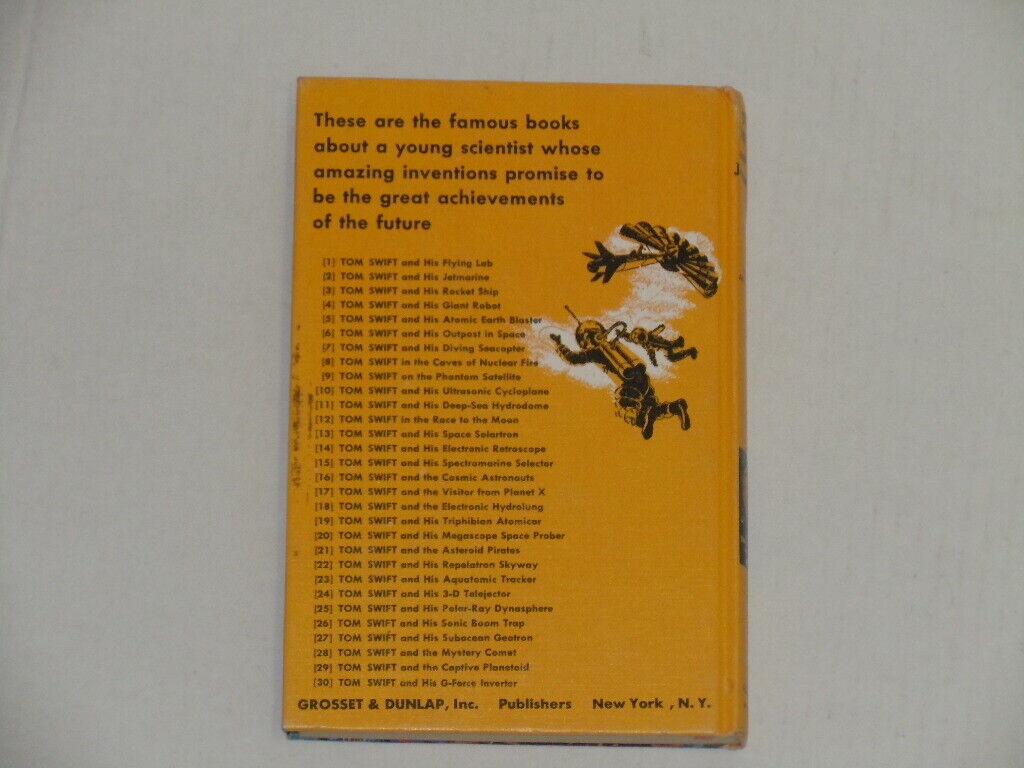 These are the famous books
about a young scientist whose
amazing inventions promise to
be the great achievements
of the future
[1] TOM SWIFT and His Flying Lab
[2] TOM SWIFT and His Jetmarine
[3] TOM SWIFT and His Rocket Ship
[4] TOM SWIFT and His Giant Robot
[5] TOM SWIFT and His Atomic Earth Blaster
[6] TOM SWIFT and His Outpost in Space
[7] TOM SWIFT and His Diving Seacopter
[8] TOM SWIFT in the Caves of Nuclear Fire
[9] TOM SWIFT on the Phantom Satellite
[10] TOM SWIFT and His Ultrasonic Cycloplane
[11] TOM SWIFT and His Deep-Sea Hydrodome
[12] TOM SWIFT in the Race to the Moon
[13] TOM SWIFT and His Space Solartron
[14] TOM SWIFT and His Electronic Retroscope
[15] TOM SWIFT and His Spectromarine Selector
[16] TOM SWIFT and the Cosmic Astronauts
[17] TOM SWIFT and the Visitor from Planet X
[18] TOM SWIFT and the Electronic Hydrolung
[19] TOM SWIFT and His Triphibian Atomicar
[20] TOM SWIFT and His Megascope Space Prober
[21] TOM SWIFT and the Asteroid Pirates
[22] TOM SWIFT and His Repelatron Skyway
[23] TOM SWIFT and His Aquatomic Tracker
[24] TOM SWIFT and His 3-D Telejector
[25] TOM SWIFT and His Polar-Ray Dynasphere
[26] TOM SWIFT and His Sonic Boom Trap
[27] TOM SWIFT and His Subocean Geotron
[28] TOM SWIFT and the Mystery Comet
[29] TOM SWIFT and the Captive Planetoid
[30] TOM SWIFT and His G-Force Inverter
GROSSET & DUNLAP, Inc. Publishers New York, N. Y.